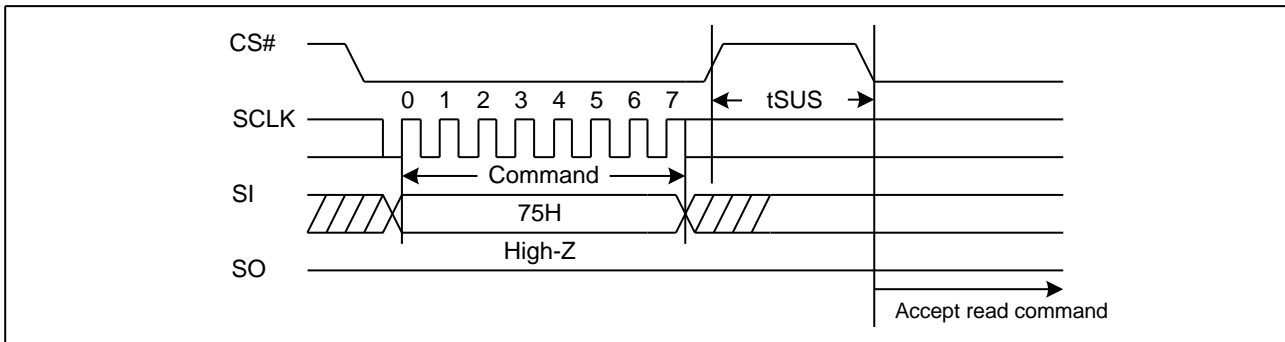 CS#
tSUS
0 1 2 3 4 5 6 7
SCLK
Command
SI
75H
High-Z
SO
Accept read command